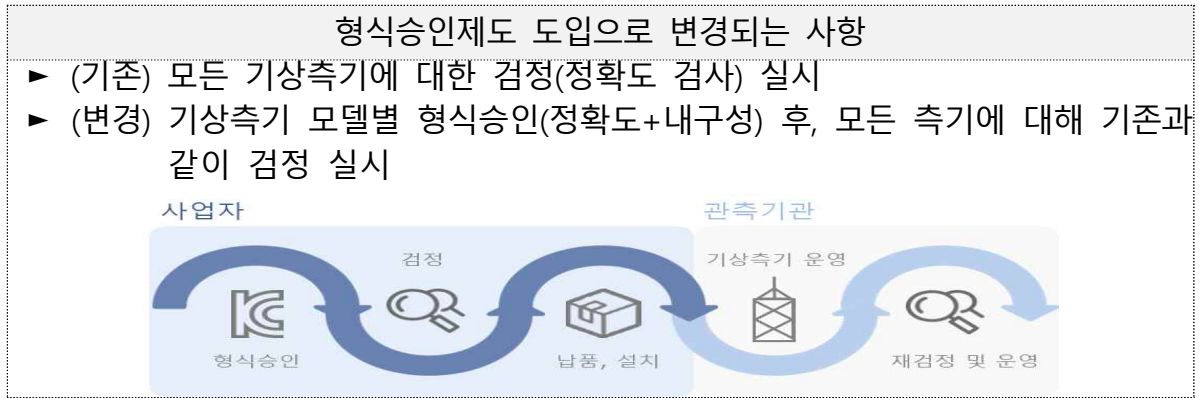 형식승인제도 도입으로 변경되는 사항
► (기존) 모든 기상측기에 대한 검정(정확도 검사) 실시
► (변경) 기상측기 모델별 형식승인(정확도+내구성) 후, 모든 측기에 대해 기존과
같이 검정 실시
사업자
관측기관
검정
기상측기 운영
형식승인
납품, 설치
재검정 및 운영